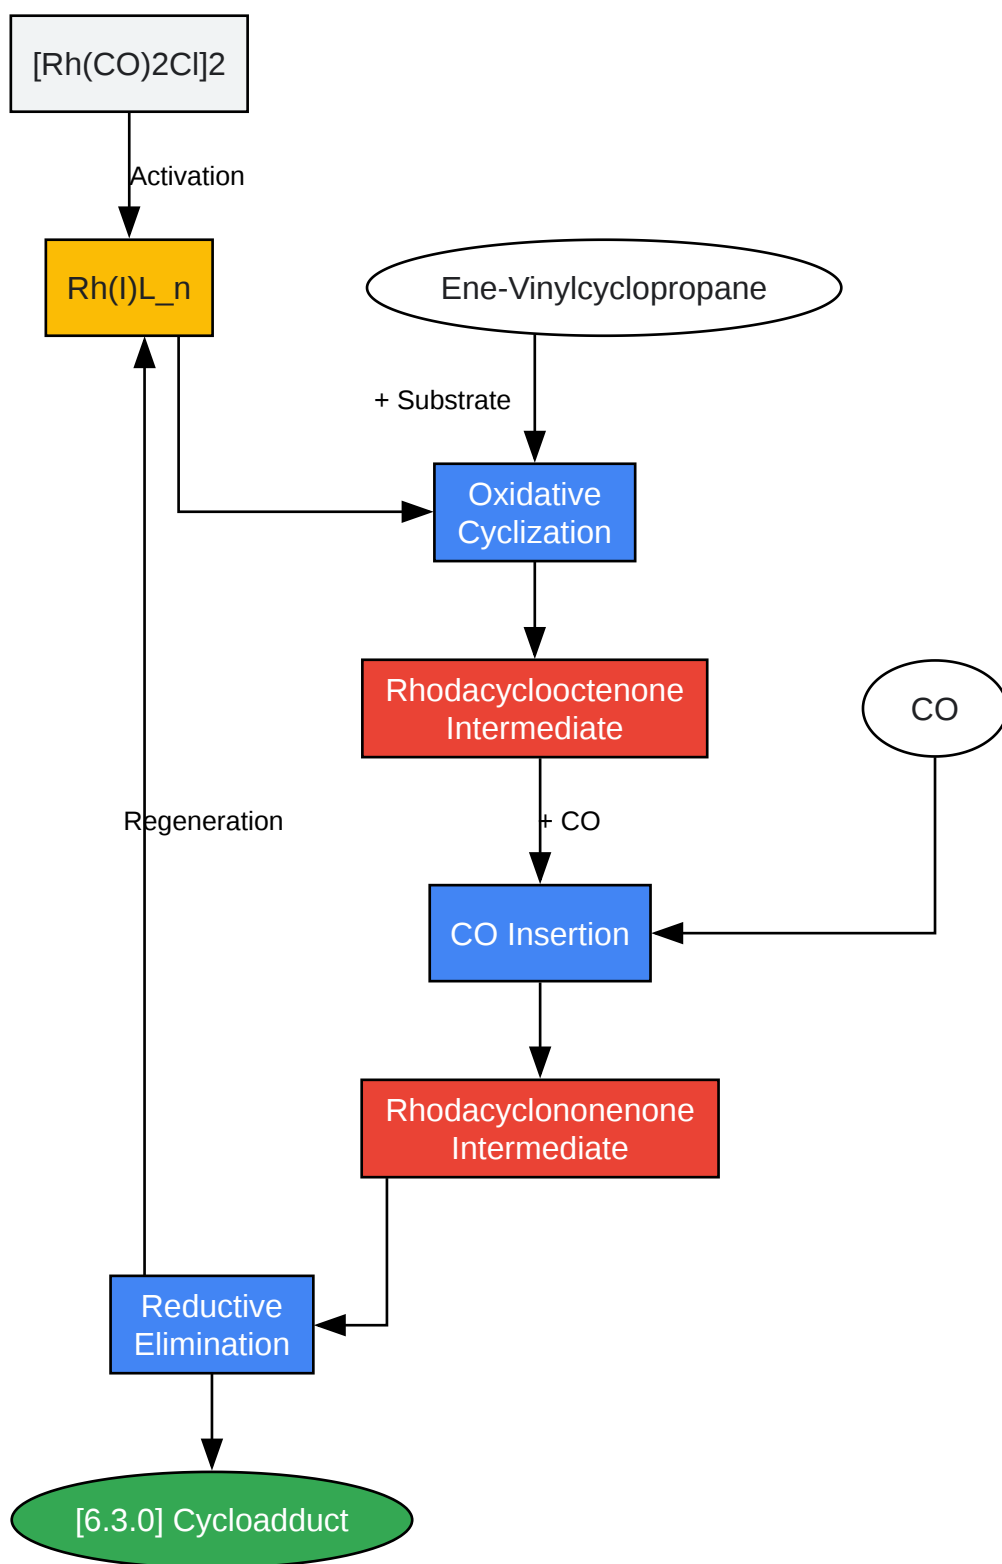 [Rh(CO)2Cl]2
Activation
Rh(I)L_n
Ene-Vinylcyclopropane
+ Substrate
Oxidative
Cyclization
Rhodacyclooctenone
Intermediate
CO
Regeneration
+ CO
CO Insertion
Rhodacyclononenone
Intermediate
Reductive
Elimination
[6.3.0] Cycloadduct